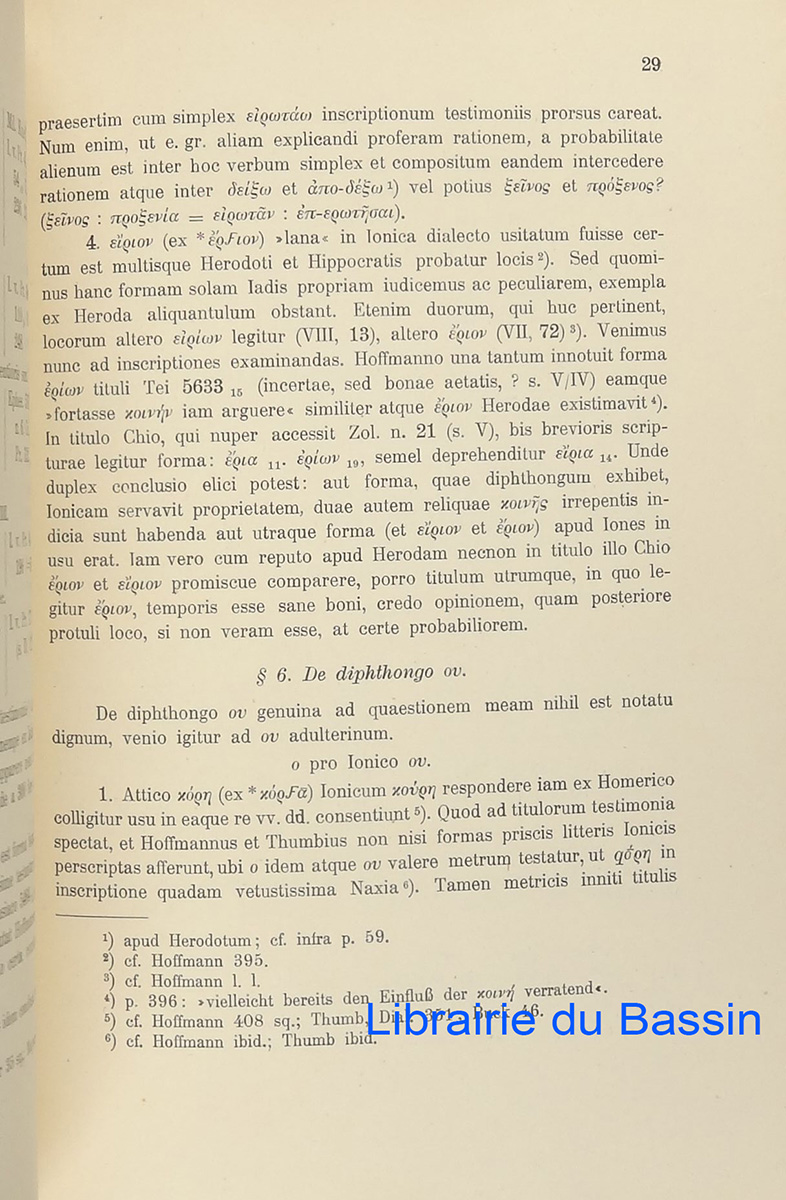 29
praesertim cum simplex εἰρωτάω inscriptionum testimoniis prorsus careat.
Num enim, ut e. gr. aliam explicandi proferam rationem, a probabilitate
alienum est inter hoc verbum simplex et compositum eandem intercedere
rationem atque inter δείξω et ἀπο-δέξω ¹) vel potius ξεῖνος et πρόξενος?
(ξεῖνος : προξενία = εἰρωτᾶν : ἐπ-ερωτῆσαι).
4. εἴριον (ex *ἔρϝιον) »lana« in Ionica dialecto usitatum fuisse cer-
tum est multisque Herodoti et Hippocratis probatur locis ²). Sed quomi-
nus hanc formam solam Iadis propriam iudicemus ac peculiarem, exempla
ex Heroda aliquantulum obstant. Etenim duorum, qui huc pertinent,
locorum altero εἰρίων legitur (VIII, 13), altero ἔριον (VII, 72) ³). Venimus
nunc ad inscriptiones examinandas. Hoffmanno una tantum innotuit forma
ἐρίων tituli Tei 5633 ₁₅ (incertae, sed bonae aetatis, ? s. V/IV) eamque
»fortasse κοινὴν iam arguere« similiter atque ἔριον Herodae existimavit ⁴).
In titulo Chio, qui nuper accessit Zol. n. 21 (s. V), bis brevioris scrip-
turae legitur forma: ἔρια ₁₁. ἐρίων ₁₉, semel deprehenditur εἴρια ₁₄. Unde
duplex conclusio elici potest: aut forma, quae diphthongum exhibet,
Ionicam servavit proprietatem, duae autem reliquae κοινῆς irrepentis in-
dicia sunt habenda aut utraque forma (et εἴριον et ἔριον) apud Iones in
usu erat. Iam vero cum reputo apud Herodam necnon in titulo illo Chio
ἔριον et εἴριον promiscue comparere, porro titulum utrumque, in quo le-
gitur ἔριον, temporis esse sane boni, credo opinionem, quam posteriore
protuli loco, si non veram esse, at certe probabiliorem.
§ 6. De diphthongo ου.
De diphthongo ου genuina ad quaestionem meam nihil est notatu
dignum, venio igitur ad ου adulterinum.
ο pro Ionico ου.
1. Attico κόρη (ex *κόρϝᾱ) Ionicum κούρη respondere iam ex Homerico
colligitur usu in eaque re vv. dd. consentiunt ⁵). Quod ad titulorum testimonia
spectat, et Hoffmannus et Thumbius non nisi formas priscis litteris Ionicis
perscriptas afferunt, ubi ο idem atque ου valere metrum testatur, ut ϙόρη in
inscriptione quadam vetustissima Naxia ⁶). Tamen metricis inniti titulis
¹) apud Herodotum; cf. infra p. 59.
²) cf. Hoffmann 395.
³) cf. Hoffmann l. l.
⁴) p. 396: »vielleicht bereits den Einfluß der κοινή verratend«.
⁵) cf. Hoffmann 408 sq.; Thumb, Buck 46.
⁶) cf. Hoffmann ibid.; Thumb ibid.
Librairie du Bassin